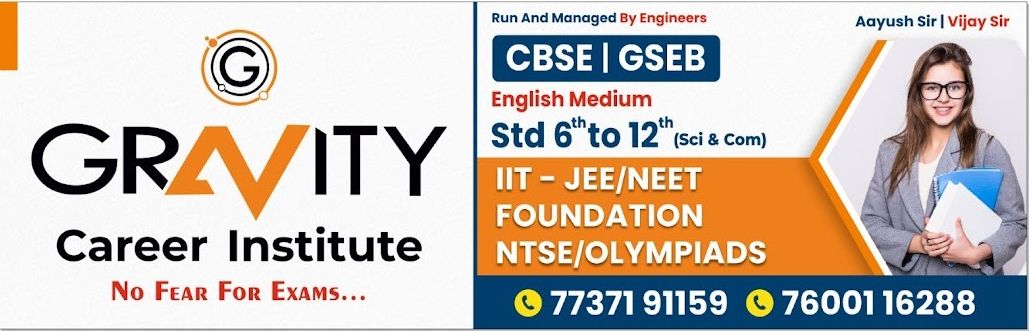 G
GRAVITY
Career Institute
No Fear For Exams...
Run And Managed By Engineers
Aayush Sir | Vijay Sir
CBSE | GSEB
English Medium
Std 6th to 12th (Sci & Com)
IIT - JEE/NEET
FOUNDATION
NTSE/OLYMPIADS
77371 91159
76001 16288